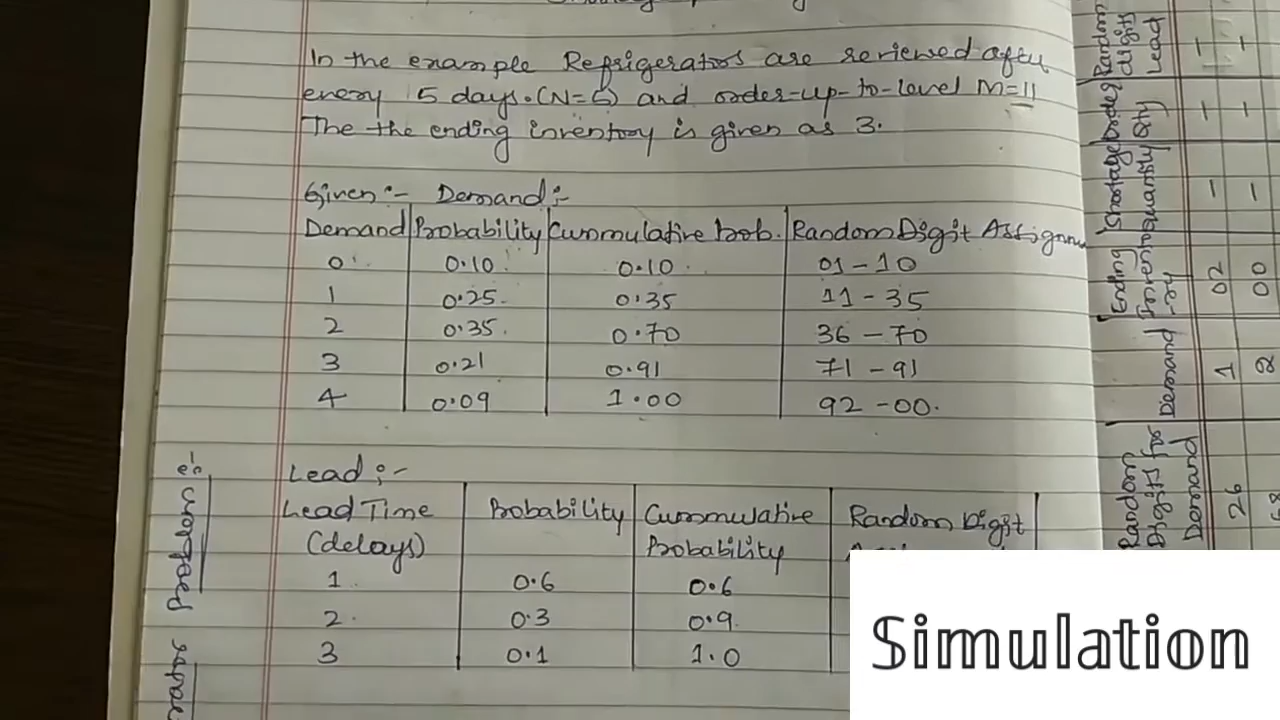 In the example Refrigerators are reviewed after
every 5 days. (N=5) and order-up-to-level M=11
The the ending inventory is given as 3.
Given :- Demand :-
Demand Probability Cummulative Prob. Random Digit Assignm
0 0.10 0.10 01 - 10
1 0.25 0.35 11 - 35
2 0.35 0.70 36 - 70
3 0.21 0.91 71 - 91
4 0.09 1.00 92 - 00.
Lead :-
Lead Time Probability Cummulative Random Digit
(delays) Probability
1 0.6 0.6
2 0.3 0.9
3 0.1 1.0
Random Digits for Demand
Demand
Ending
Shortage quantity
Order Qty
Random digit Lead
26 1 02 - - -
68 2 00 - - -
Simulation